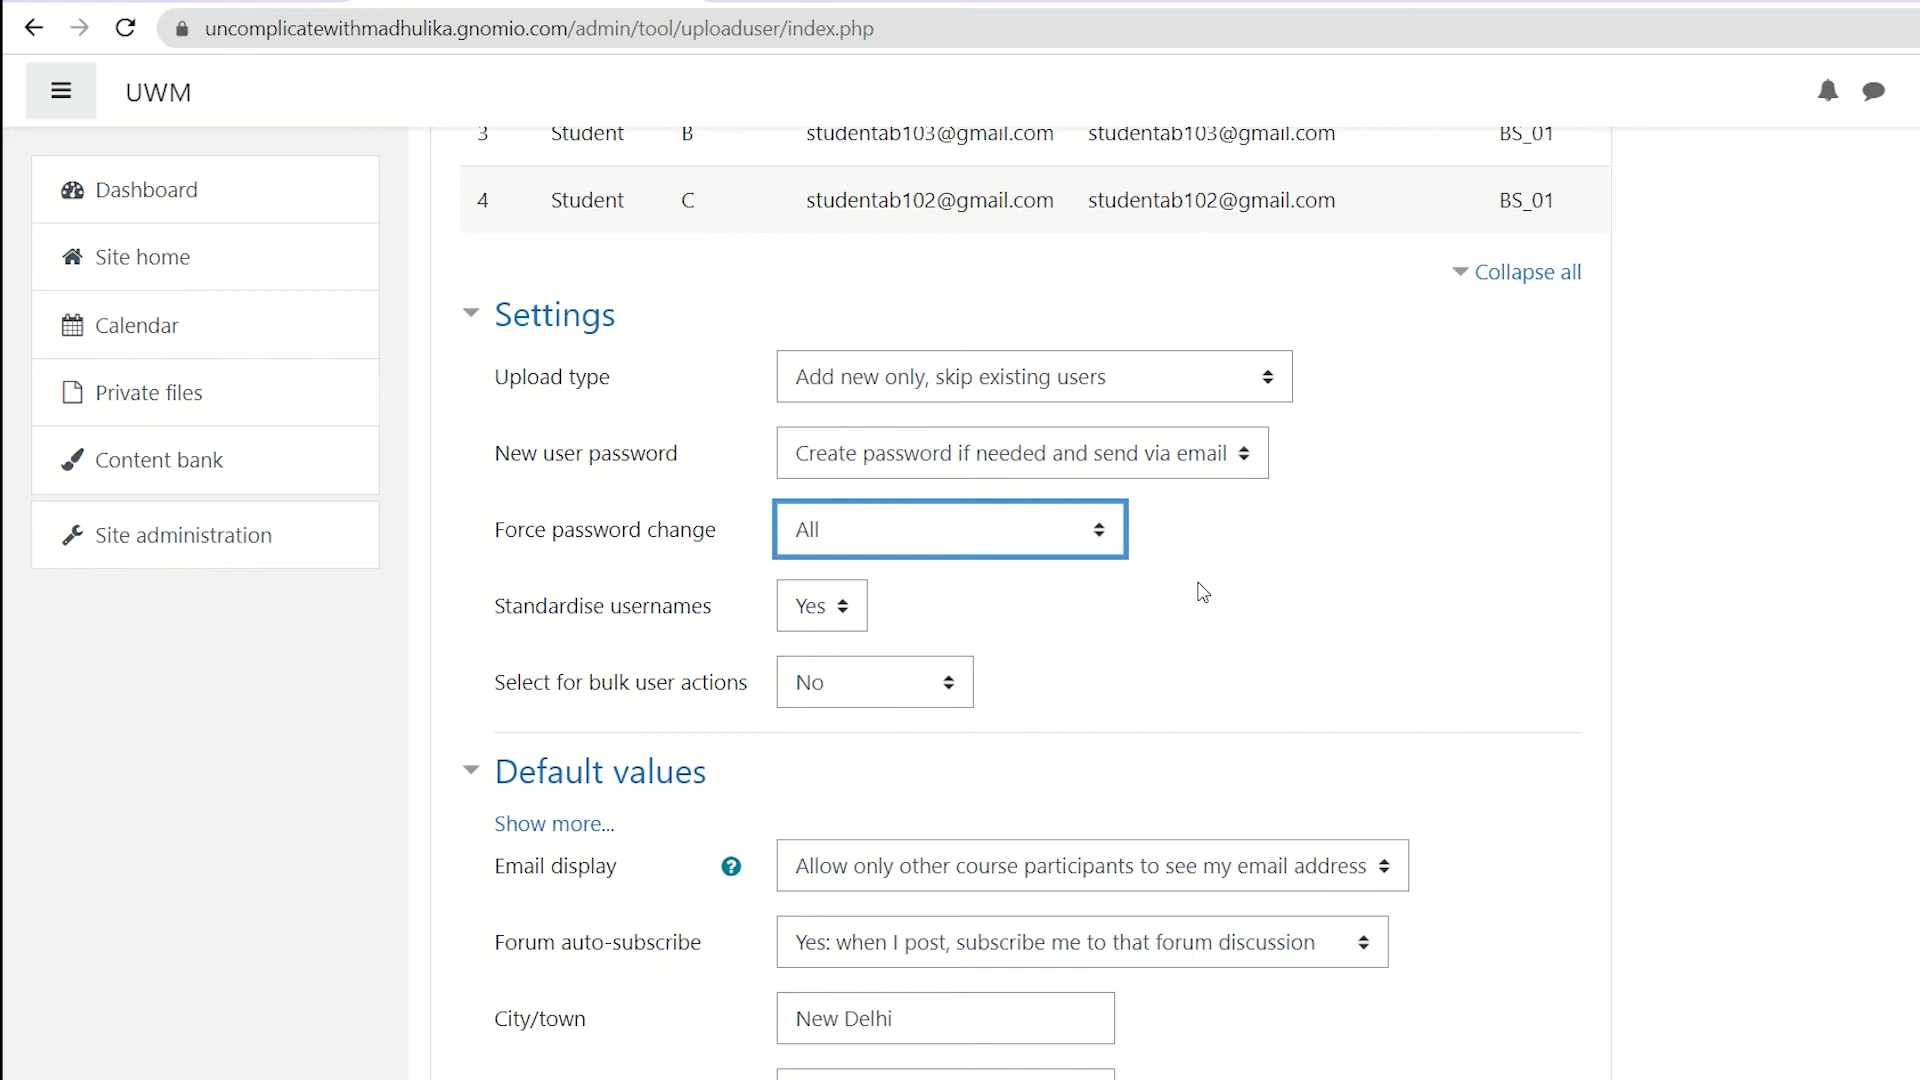 uncomplicatewithmadhulika.gnomio.com/admin/tool/uploaduser/index.php
UWM
3 Student B studentab103@gmail.com studentab103@gmail.com BS_01
4 Student C studentab102@gmail.com studentab102@gmail.com BS_01
Dashboard
Site home
Calendar
Private files
Content bank
Site administration
Collapse all
Settings
Upload type Add new only, skip existing users
New user password Create password if needed and send via email
Force password change All
Standardise usernames Yes
Select for bulk user actions No
Default values
Show more...
Email display ? Allow only other course participants to see my email address
Forum auto-subscribe Yes: when I post, subscribe me to that forum discussion
City/town New Delhi